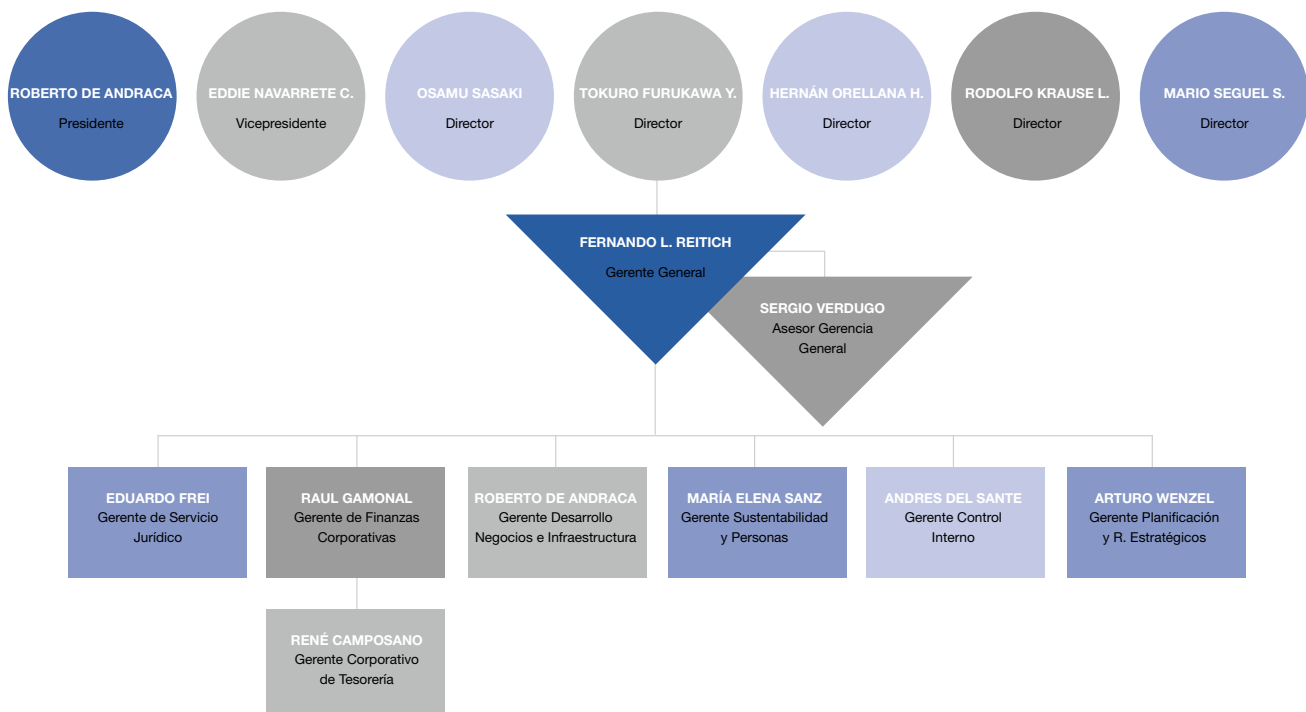 ROBERTO DE ANDRACA
Presidente
EDDIE NAVARRETE C.
Vicepresidente
OSAMU SASAKI
Director
TOKURO FURUKAWA Y.
Director
HERNÁN ORELLANA H.
Director
RODOLFO KRAUSE L.
Director
MARIO SEGUEL S.
Director
FERNANDO L. REITICH
Gerente General
SERGIO VERDUGO
Asesor Gerencia
General
EDUARDO FREI
Gerente de Servicio
Jurídico
RAUL GAMONAL
Gerente de Finanzas
Corporativas
ROBERTO DE ANDRACA
Gerente Desarrollo
Negocios e Infraestructura
MARÍA ELENA SANZ
Gerente Sustentabilidad
y Personas
ANDRES DEL SANTE
Gerente Control
Interno
ARTURO WENZEL
Gerente Planificación
y R. Estratégicos
RENÉ CAMPOSANO
Gerente Corporativo
de Tesorería